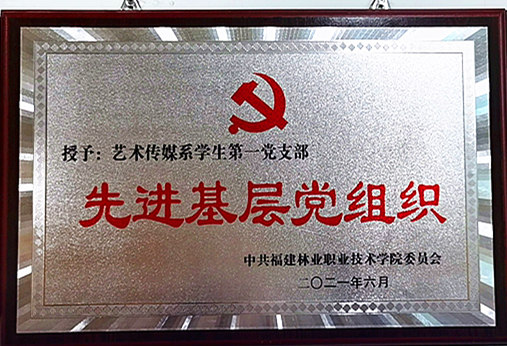 授予：艺术传媒系学生第一党支部
先进基层党组织
中共福建林业职业技术学院委员会
二〇二一年六月